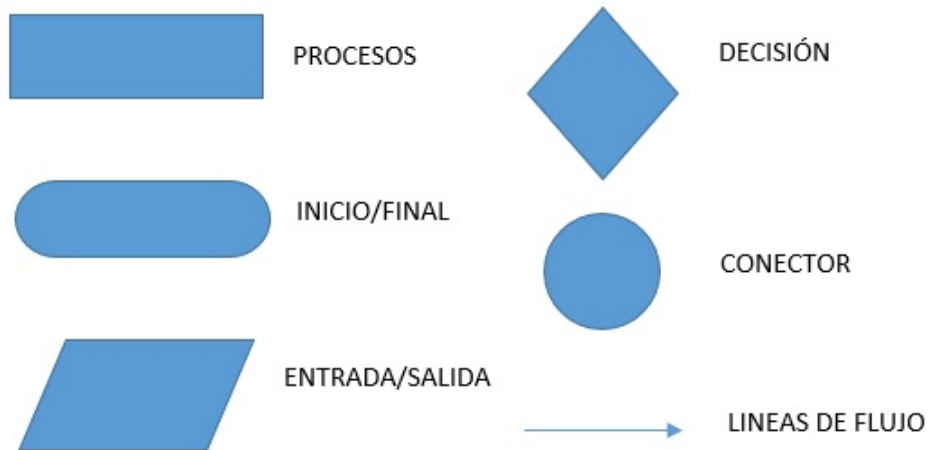 PROCESOS
DECISIÓN
INICIO/FINAL
CONECTOR
ENTRADA/SALIDA
LINEAS DE FLUJO